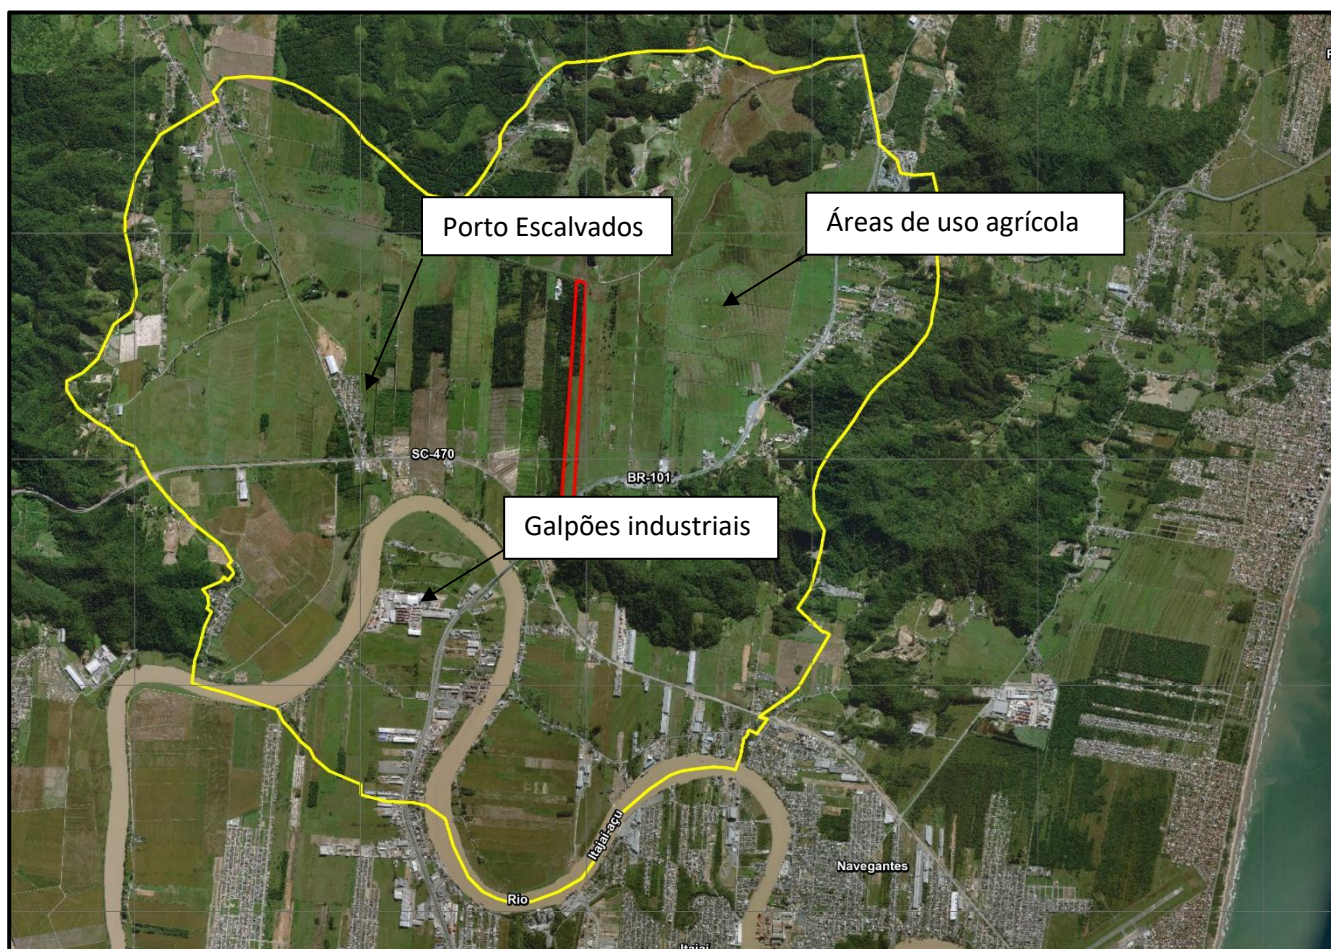 Porto Escalvados
Áreas de uso agrícola
SC-470
BR-101
Galpões industriais
Itajaí-açu
Navegantes
Rio
Itajaí